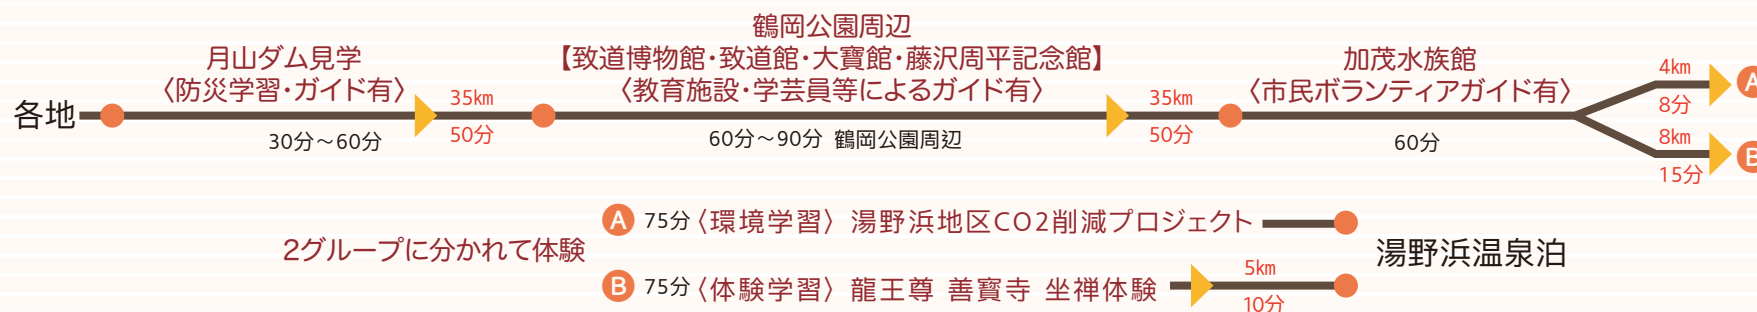 各地
月山ダム見学
〈防災学習・ガイド有〉
30分～60分
35km
50分
鶴岡公園周辺
【致道博物館・致道館・大寶館・藤沢周平記念館】
〈教育施設・学芸員等によるガイド有〉
60分～90分 鶴岡公園周辺
35km
50分
加茂水族館
〈市民ボランティアガイド有〉
60分
4km
8分
A
8km
15分
B
2グループに分かれて体験
A 75分〈環境学習〉 湯野浜地区CO2削減プロジェクト
B 75分〈体験学習〉 龍王尊 善寳寺 坐禅体験
5km
10分
湯野浜温泉泊